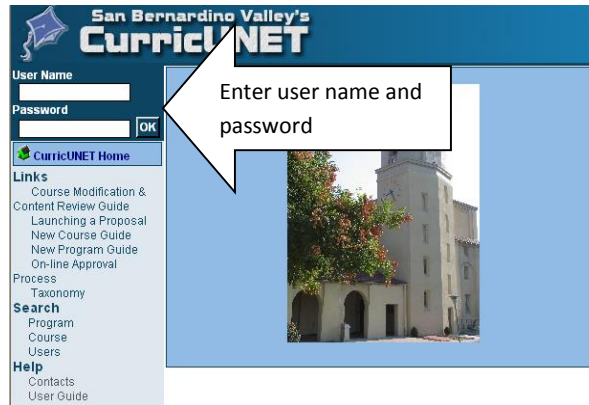 San Bernardino Valley's
CurricUNET
User Name
Password
OK
Enter user name and
password
CurricUNET Home
Links
Course Modification &
Content Review Guide
Launching a Proposal
New Course Guide
New Program Guide
On-line Approval
Process
Taxonomy
Search
Program
Course
Users
Help
Contacts
User Guide